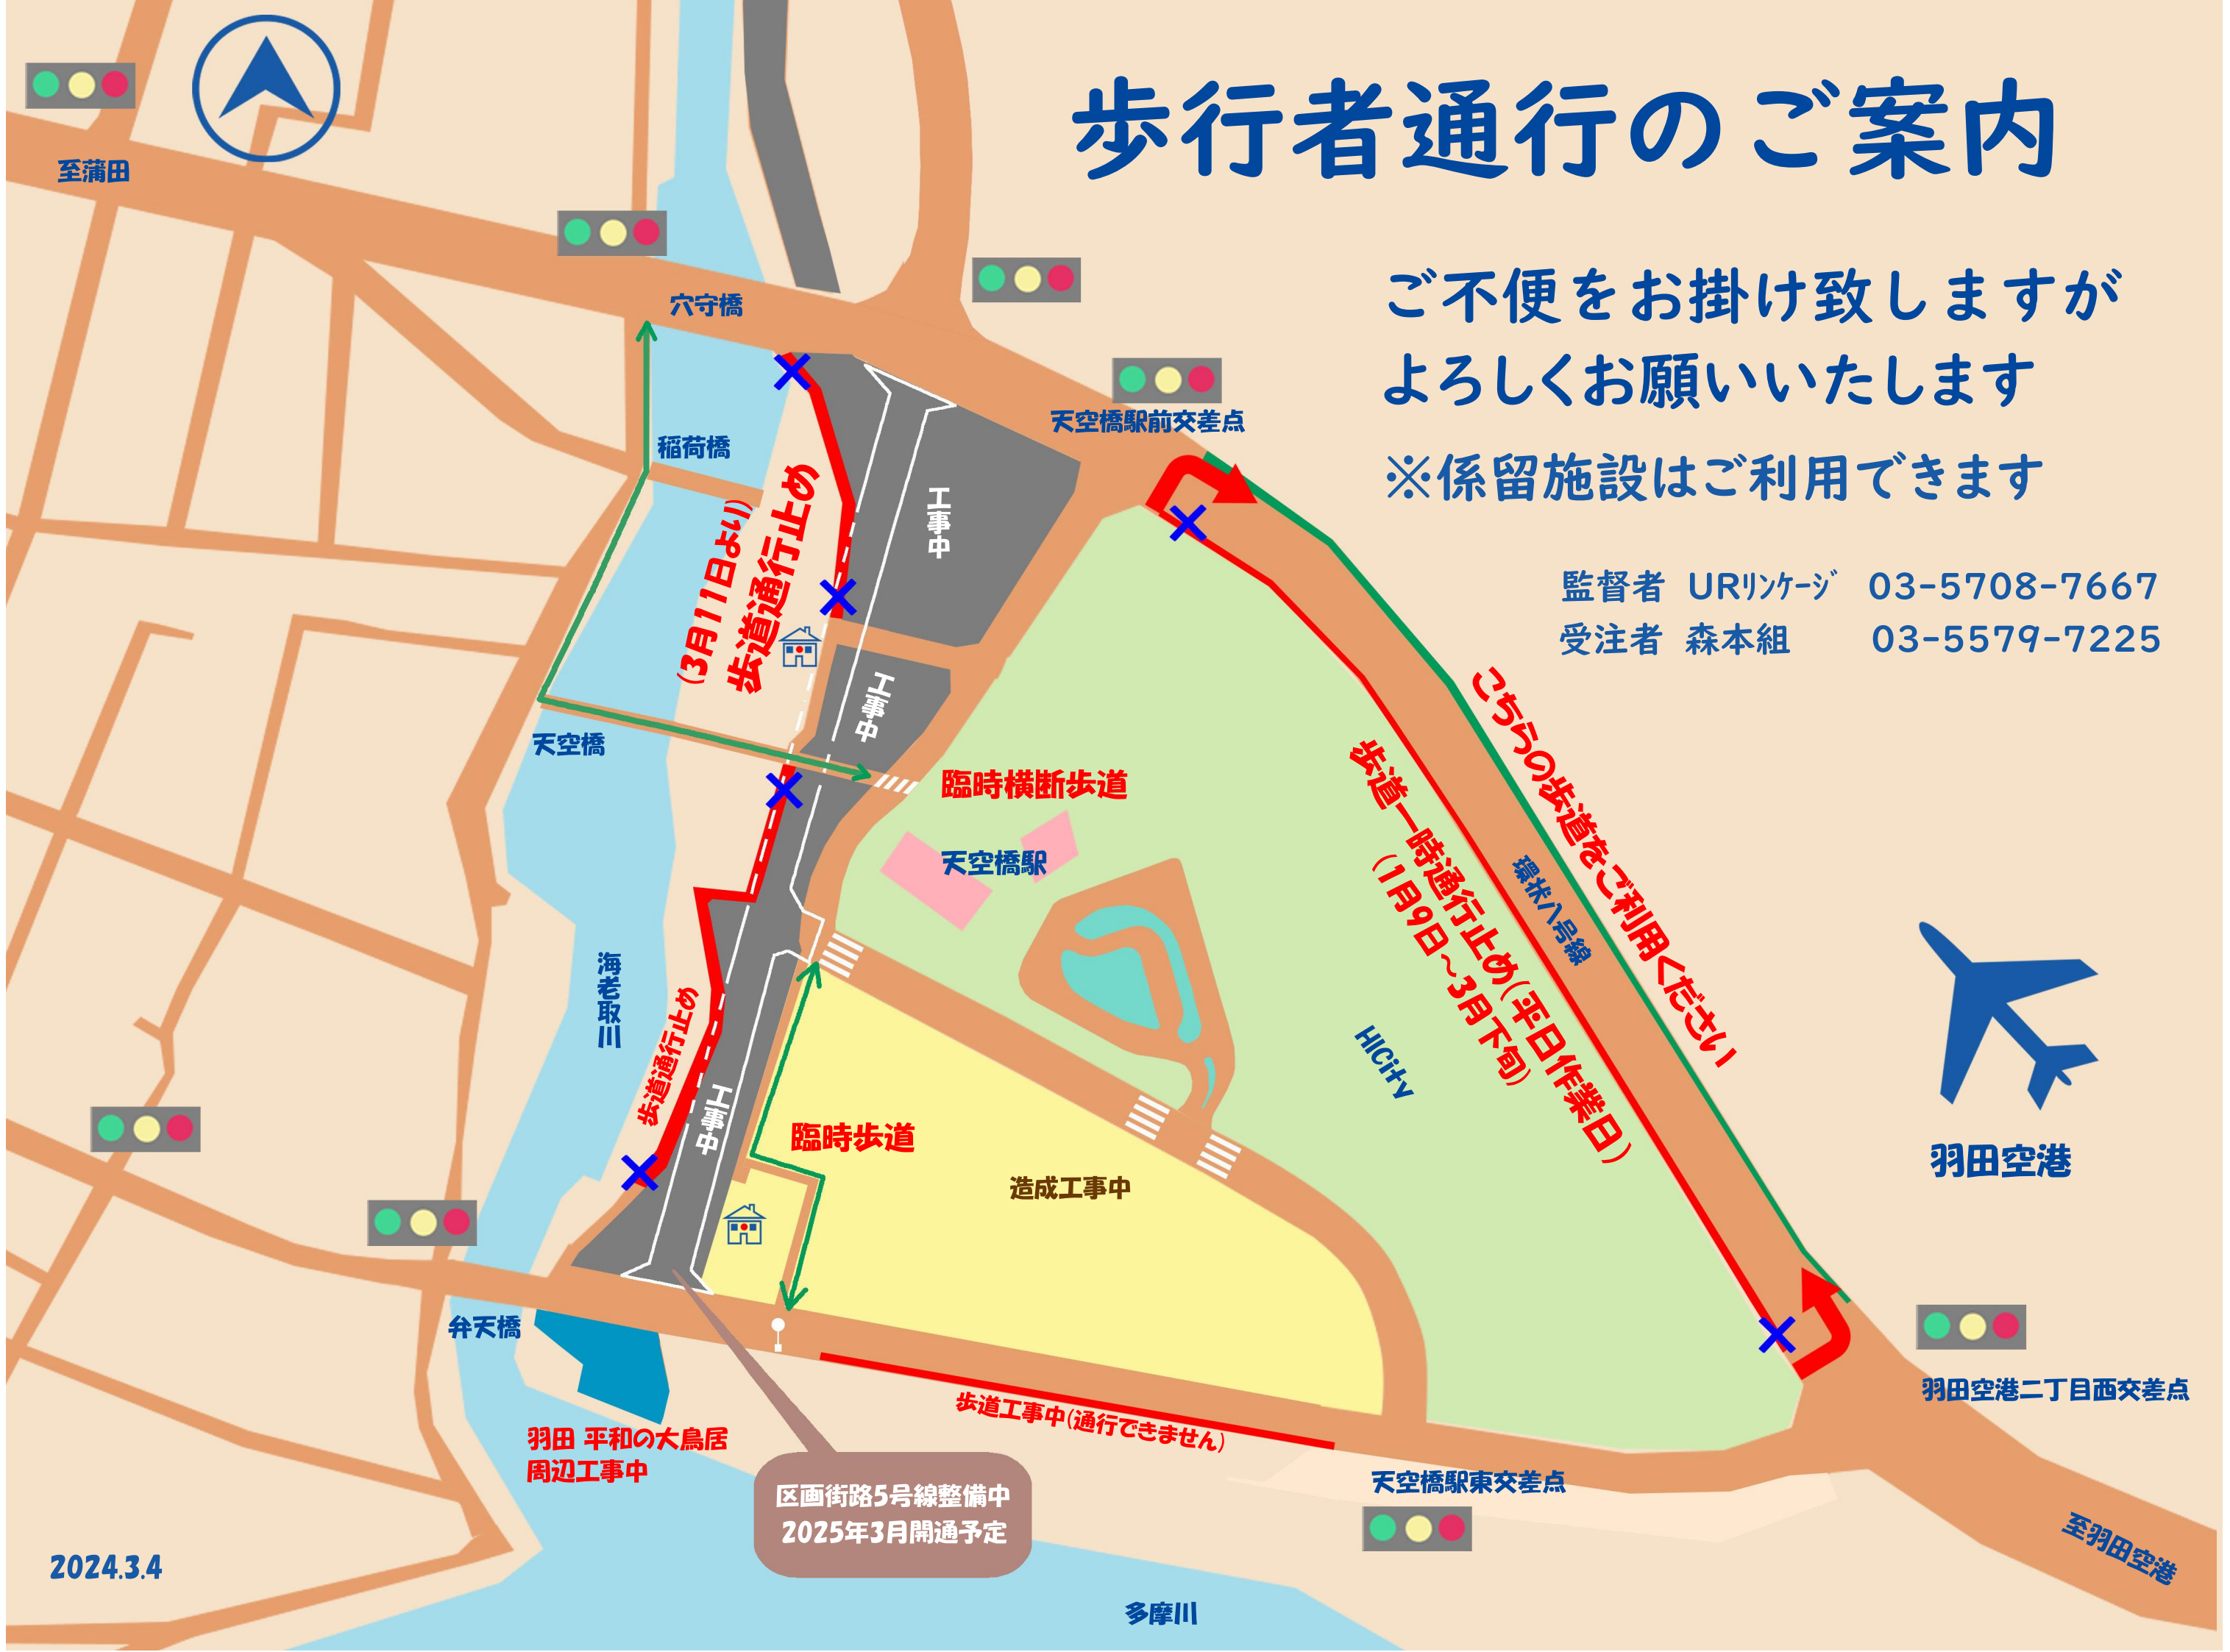 歩行者通行のご案内
至蒲田
ご不便をお掛け致しますが
よろしくお願いいたします
穴守橋
天空橋駅前交差点
稲荷橋
※係留施設はご利用できます
(3月11日より)
歩道通行止め
工事中
監督者 URﾘﾝｹｰｼﾞ 03-5708-7667
受注者 森本組 03-5579-7225
工事中
天空橋
臨時横断歩道
こちらの歩道をご利用ください
歩道一時通行止め(平日作業日)
(1月9日～3月下旬)
環状八号線
天空橋駅
海老取川
歩道通行止め
HICity
工事中
臨時歩道
造成工事中
羽田空港
弁天橋
羽田空港二丁目西交差点
歩道工事中(通行できません)
羽田 平和の大鳥居
周辺工事中
天空橋駅東交差点
区画街路5号線整備中
2025年3月開通予定
至羽田空港
2024.3.4
多摩川